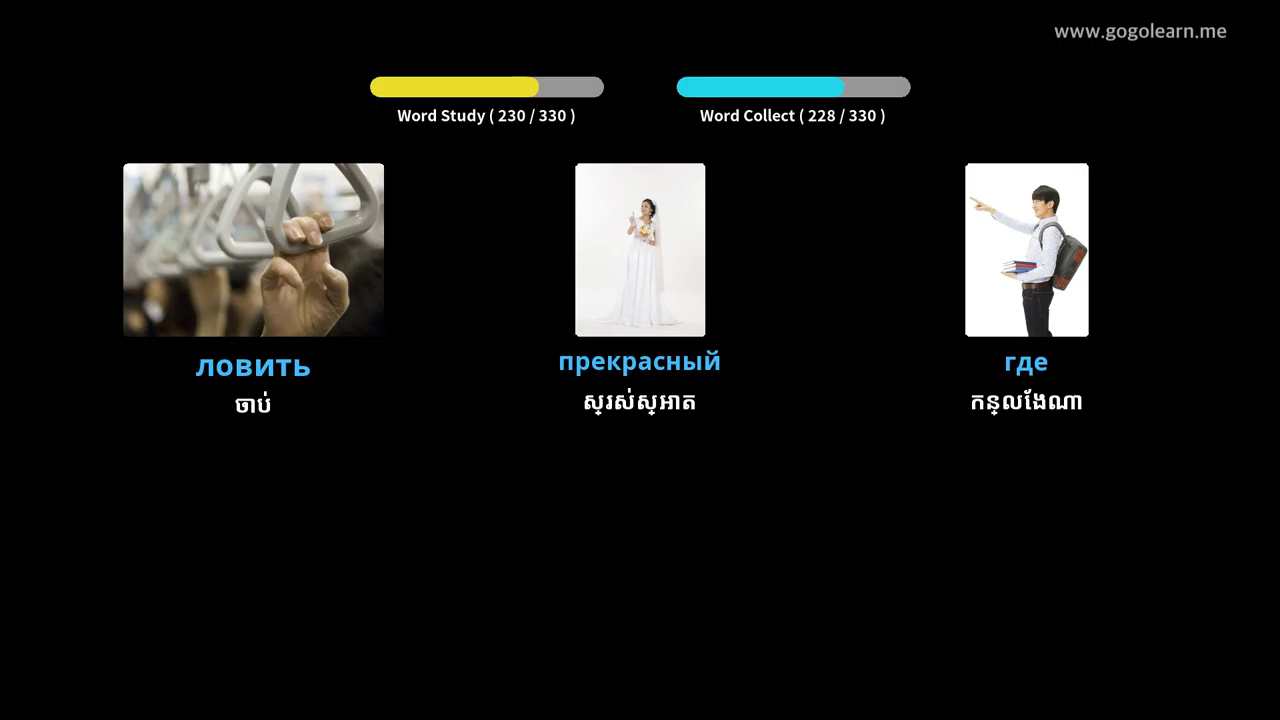 www.gogolearn.me
Word Study ( 230 / 330 )
Word Collect ( 228 / 330 )
ловить
ចាប់
прекрасный
ស្រស់ស្អាត
где
កន្លែងណា